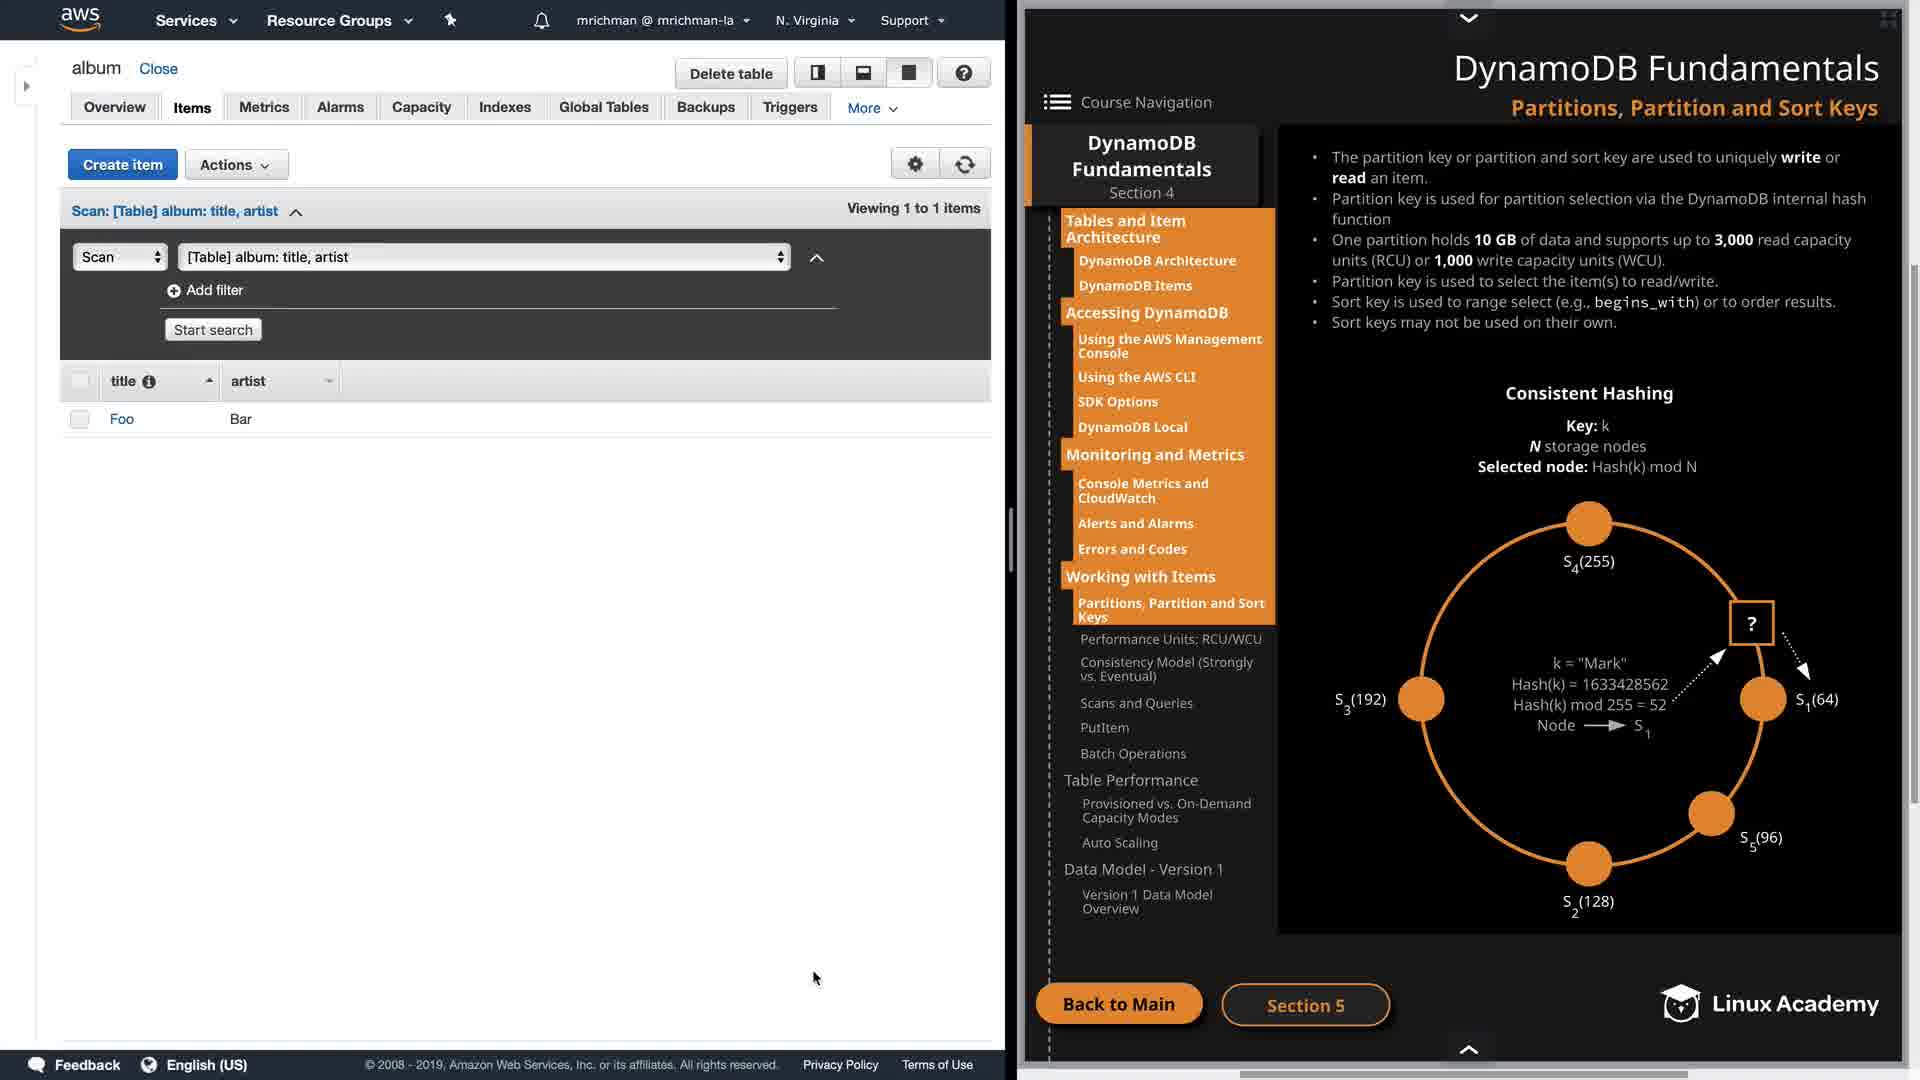 aws
Services
Resource Groups
mrichman @ mrichman-la
N. Virginia
Support
album
Close
Delete table
Overview
Items
Metrics
Alarms
Capacity
Indexes
Global Tables
Backups
Triggers
More
Create item
Actions
Scan: [Table] album: title, artist
Viewing 1 to 1 items
Scan
[Table] album: title, artist
Add filter
Start search
title
artist
Foo
Bar
Feedback
English (US)
© 2008 - 2019, Amazon Web Services, Inc. or its affiliates. All rights reserved.
Privacy Policy
Terms of Use
DynamoDB Fundamentals
Partitions, Partition and Sort Keys
Course Navigation
DynamoDB
Fundamentals
Section 4
Tables and Item
Architecture
DynamoDB Architecture
DynamoDB Items
Accessing DynamoDB
Using the AWS Management
Console
Using the AWS CLI
SDK Options
DynamoDB Local
Monitoring and Metrics
Console Metrics and
CloudWatch
Alerts and Alarms
Errors and Codes
Working with Items
Partitions, Partition and Sort
Keys
Performance Units: RCU/WCU
Consistency Model (Strongly
vs. Eventual)
Scans and Queries
PutItem
Batch Operations
Table Performance
Provisioned vs. On-Demand
Capacity Modes
Auto Scaling
Data Model - Version 1
Version 1 Data Model
Overview
Back to Main
Section 5
• The partition key or partition and sort key are used to uniquely write or
read an item.
• Partition key is used for partition selection via the DynamoDB internal hash
function
• One partition holds 10 GB of data and supports up to 3,000 read capacity
units (RCU) or 1,000 write capacity units (WCU).
• Partition key is used to select the item(s) to read/write.
• Sort key is used to range select (e.g., begins_with) or to order results.
• Sort keys may not be used on their own.
Consistent Hashing
Key: k
N storage nodes
Selected node: Hash(k) mod N
S4(255)
?
k = "Mark"
Hash(k) = 1633428562
Hash(k) mod 255 = 52
Node S1
S3(192)
S1(64)
S5(96)
S2(128)
Linux Academy